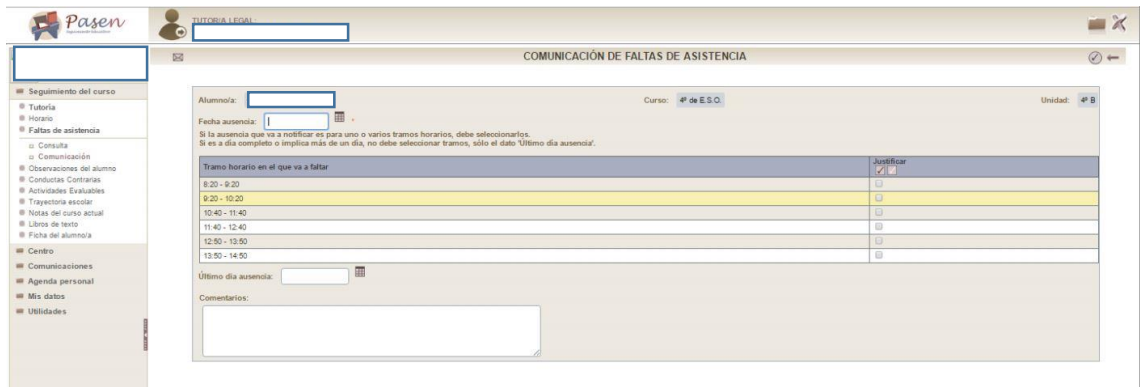 Pasen
TUTOR/A LEGAL:
COMUNICACIÓN DE FALTAS DE ASISTENCIA
Seguimiento del curso
Tutoría
Horario
Faltas de asistencia
Consulta
Comunicación
Observaciones del alumno
Conductas Contrarias
Actividades Evaluables
Trayectoria escolar
Notas del curso actual
Libros de texto
Ficha del alumno/a
Centro
Comunicaciones
Agenda personal
Mis datos
Utilidades
Alumno/a: Curso: 4º de E.S.O. Unidad: 4º B
Fecha ausencia:
Si la ausencia que va a notificar es para uno o varios tramos horarios, debe seleccionarlos.
Si es a día completo o implica más de un día, no debe seleccionar tramos, sólo el dato 'Último día ausencia'.
Tramo horario en el que va a faltar Justificar
8:20 - 9:20
9:20 - 10:20
10:40 - 11:40
11:40 - 12:40
12:50 - 13:50
13:50 - 14:50
Último día ausencia:
Comentarios: